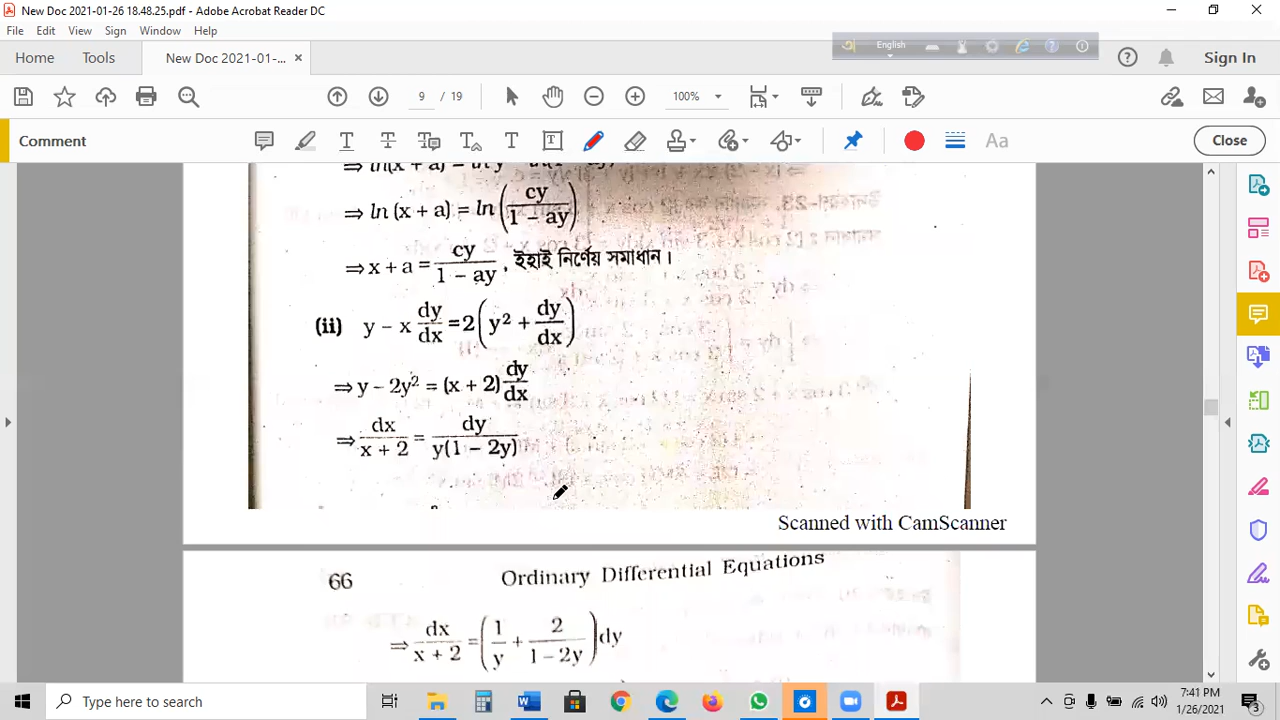 New Doc 2021-01-26 18.48.25.pdf - Adobe Acrobat Reader DC
File Edit View Sign Window Help
Home Tools New Doc 2021-01-... × English Sign In
9 / 19 100%
Comment Aa Close
⇒ ln (x + a) = ln (cy / 1 − ay)
⇒ x + a = cy / 1 − ay , ইহাই নির্ণেয় সমাধান ।
(ii) y − x dy/dx = 2 (y² + dy/dx)
⇒ y − 2y² = (x + 2) dy/dx
⇒ dx / x + 2 = dy / y(1 − 2y)
Scanned with CamScanner
66 Ordinary Differential Equations
⇒ dx / x + 2 = (1/y + 2 / 1 − 2y) dy
Type here to search
7:41 PM
1/26/2021
3